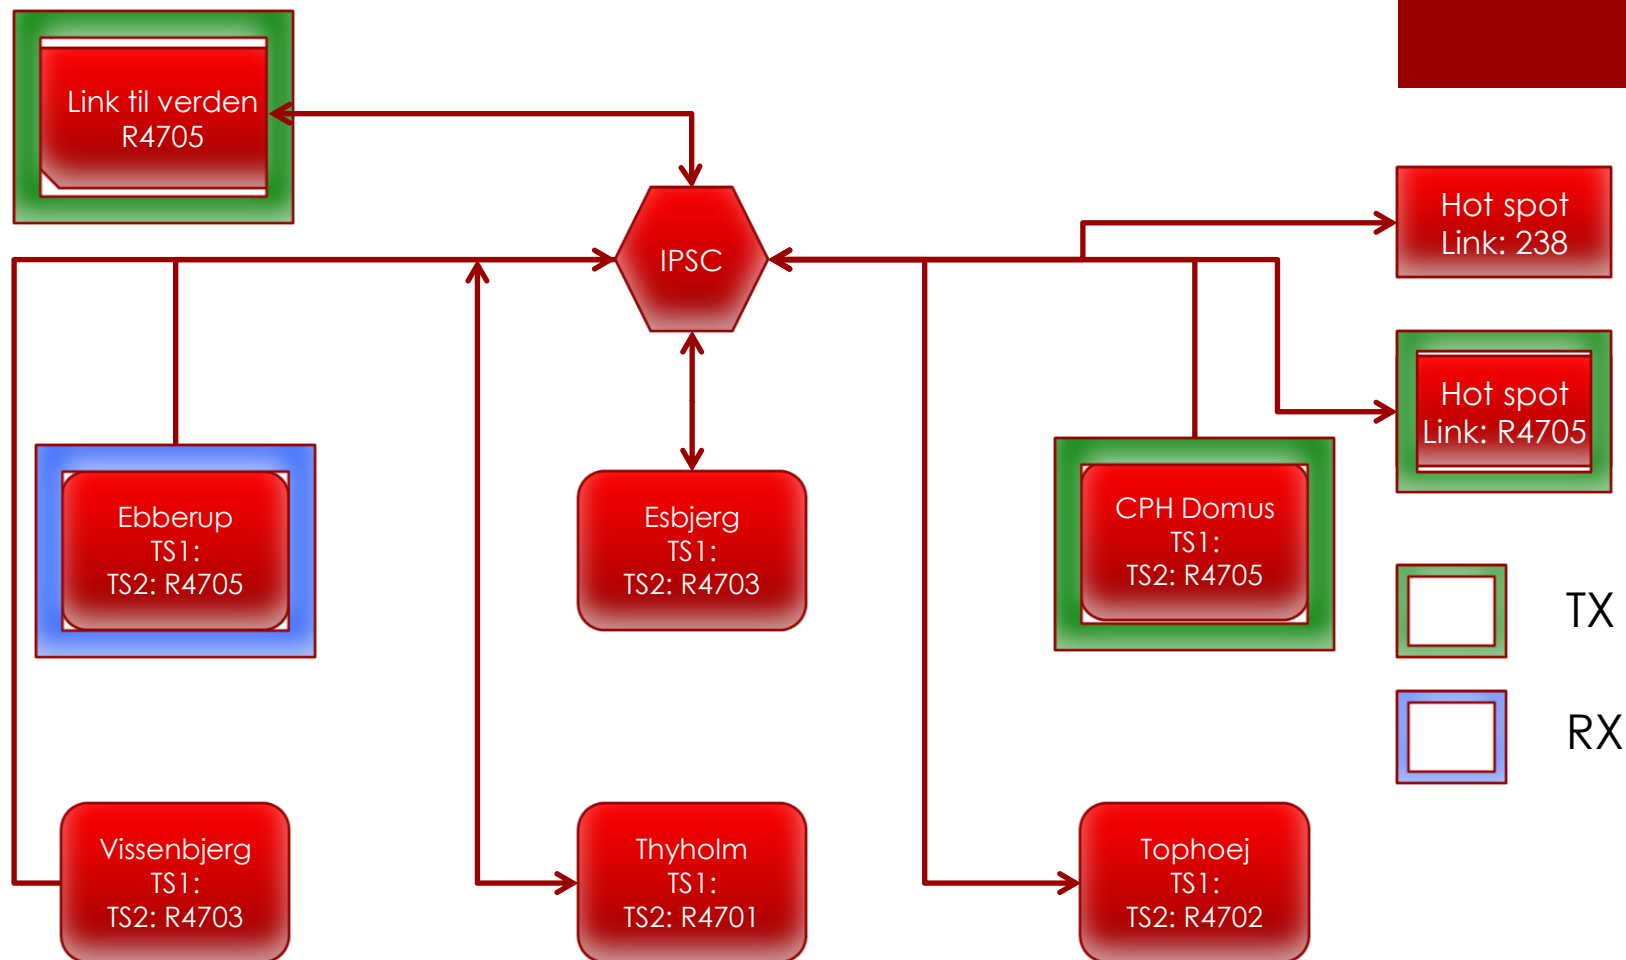 Link til verden
R4705
IPSC
Hot spot
Link: 238
Hot spot
Link: R4705
Ebberup
TS1:
TS2: R4705
Esbjerg
TS1:
TS2: R4703
CPH Domus
TS1:
TS2: R4705
TX
RX
Vissenbjerg
TS1:
TS2: R4703
Thyholm
TS1:
TS2: R4701
Tophoej
TS1:
TS2: R4702